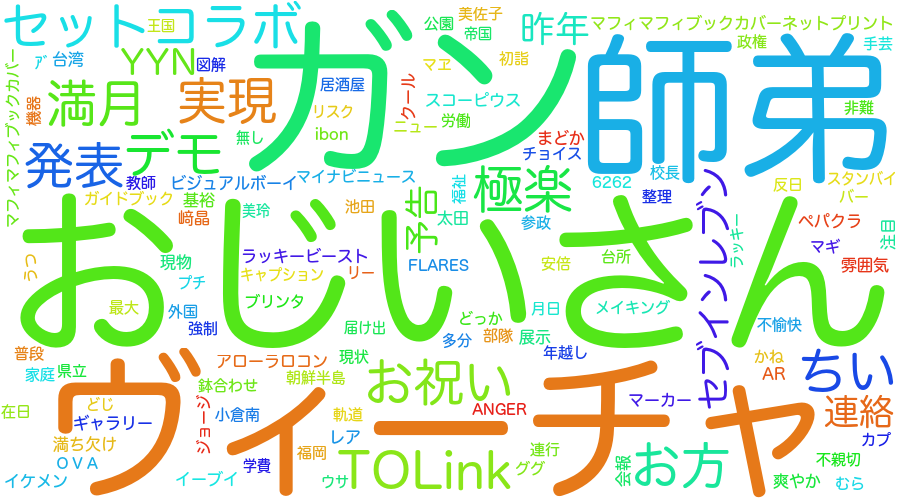 セットコラボ
王国
ガン
昨年
公園
美佐子
マフィマフィブックカバーネットプリント
帝国
政権
手芸
台湾
YYN
図解
居酒屋
クール
マヱ
初詣
師弟
マフィマフィブックカバー
機器
満月
実現
リスク
スコーピウス
非難
ibon
ニュー
労働
無し
まどか
チョイス
発表
デモ
教師
ビジュアルボーイ
マイナビニュース
福祉
極楽
6262
校長
整理
反日
スタンバイ
バー
ガイドブック
基裕
美玲
池田
予告
太田
参政
セブインレブン
ラッキー
ペパクラ
注目
﨑晶
おじいさん
うつ
現物
ラッキービースト
リー
FLARES
安倍
台所
マギ
雰囲気
プチ
キャプション
最大
外国
ブリンタ
メイキング
強制
届け出
どっか
月日
不愉快
多分
部隊
展示
普段
家庭
県立
アローラロコン
現状
年越し
かね
AR
ちい
ヴィーチャ
鉢合わせ
朝鮮半島
お祝い
マーカー
連絡
在日
どじ
ギャラリー
ジョージ
小倉南
軌道
ANGER
カプ
満ち欠け
レア
福岡
連行
OVA
TOLink
会報
お方
不親切
イケメン
イーブイ
学費
ウサ
グダ
爽やか
むら